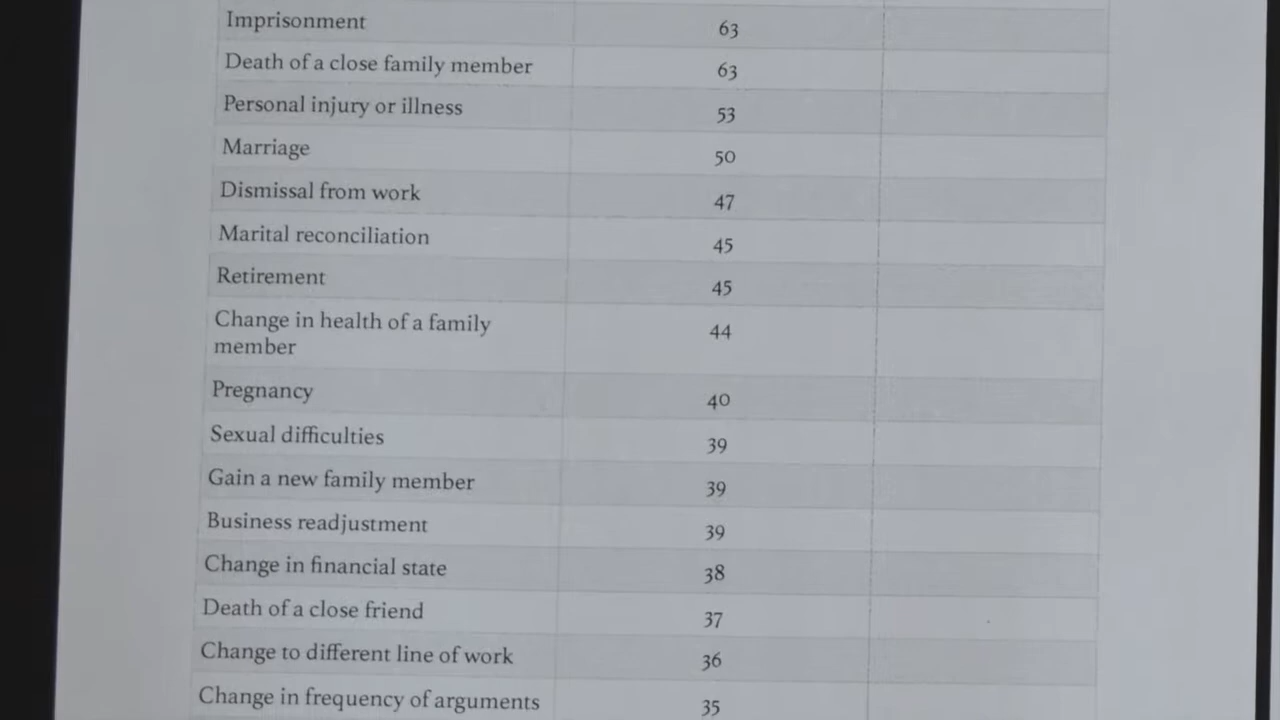 Imprisonment 63
Death of a close family member 63
Personal injury or illness 53
Marriage 50
Dismissal from work 47
Marital reconciliation 45
Retirement 45
Change in health of a family 44
member
Pregnancy 40
Sexual difficulties 39
Gain a new family member 39
Business readjustment 39
Change in financial state 38
Death of a close friend 37
Change to different line of work 36
Change in frequency of arguments 35